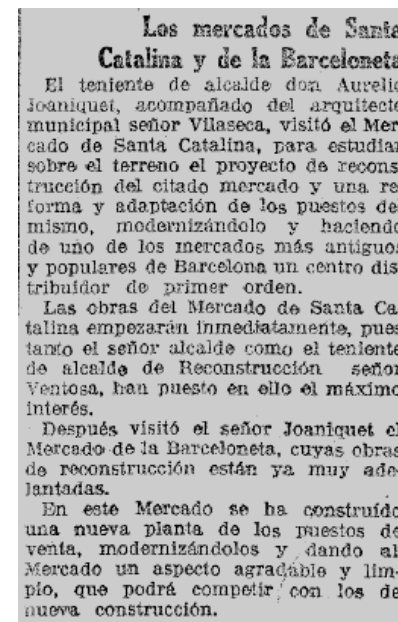 Los mercados de Santa
Catalina y de la Barceloneta
El teniente de alcalde don Aurelio
Joaniquet, acompañado del arquitecto
municipal señor Vilaseca, visitó el Mer
cado de Santa Catalina, para estudiar
sobre el terreno el proyecto de recons
trucción del citado mercado y una re
forma y adaptación de los puestos de
mismo, modernizándolo y haciendo
de uno de los mercados más antiguos
y populares de Barcelona un centro dis
tribuidor de primer orden.
Las obras del Mercado de Santa Ca
talina empezarán inmediatamente, pues
tanto el señor alcalde como el teniente
de alcalde de Reconstrucción señor
Ventosa, han puesto en ello el máximo
interés.
Después visitó el señor Joaniquet el
Mercado de la Barceloneta, cuyas obras
de reconstrucción están ya muy ade-
lantadas.
En este Mercado se ha construído
una nueva planta de los puestos de
venta, modernizándolos y dando al
Mercado un aspecto agradable y lim-
pio, que podrá competir con los de
nueva construcción.